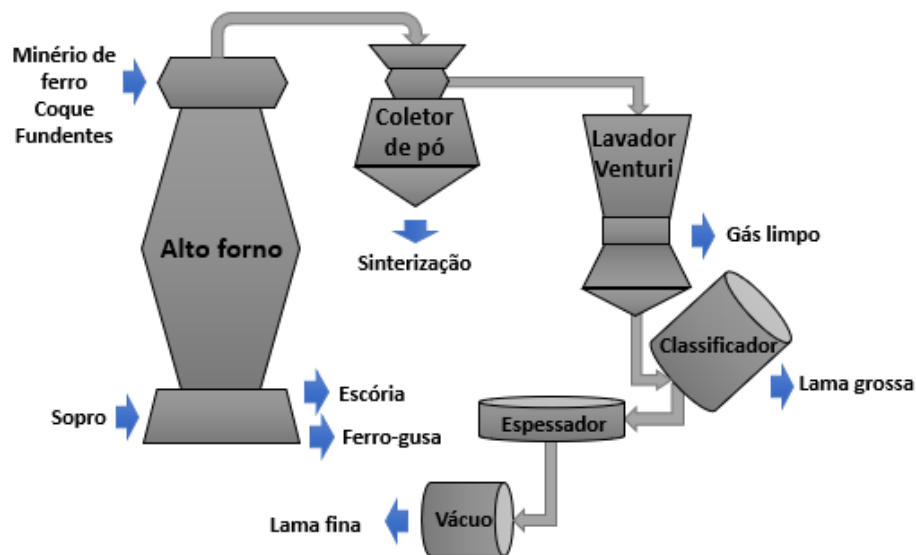 Minério de
ferro
Coque
Fundentes
Coletor
de pó
Lavador
Venturi
Alto forno
Gás limpo
Sinterização
Classificador
Lama grossa
Escória
Sopro
Ferro-gusa
Espessador
Lama fina
Vácuo